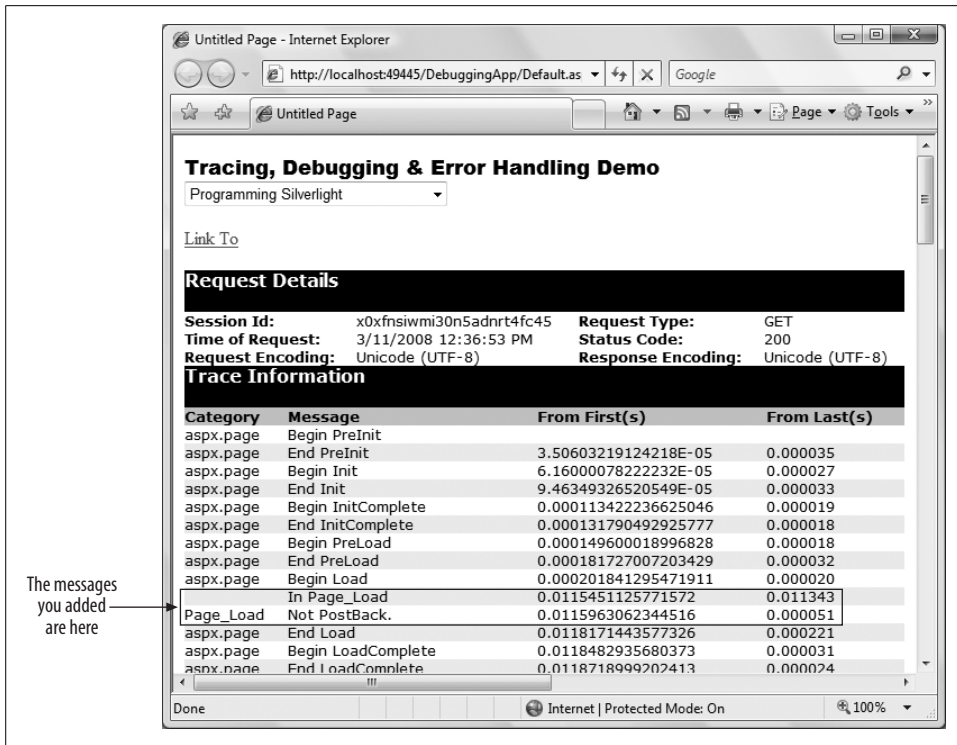 Untitled Page - Internet Explorer
http://localhost:49445/DebuggingApp/Default.as
Google
Untitled Page
Page
Tools
Tracing, Debugging & Error Handling Demo
Programming Silverlight
Link To
Request Details
Session Id: x0xfnsiwmi30n5adnrt4fc45 Request Type: GET
Time of Request: 3/11/2008 12:36:53 PM Status Code: 200
Request Encoding: Unicode (UTF-8) Response Encoding: Unicode (UTF-8)
Trace Information
Category Message From First(s) From Last(s)
aspx.page Begin PreInit
aspx.page End PreInit 3.50603219124218E-05 0.000035
aspx.page Begin Init 6.16000078222232E-05 0.000027
aspx.page End Init 9.46349326520549E-05 0.000033
aspx.page Begin InitComplete 0.000113422236625046 0.000019
aspx.page End InitComplete 0.000131790492925777 0.000018
aspx.page Begin PreLoad 0.000149600018996828 0.000018
aspx.page End PreLoad 0.000181727007203429 0.000032
aspx.page Begin Load 0.000201841295471911 0.000020
In Page_Load 0.0115451125771572 0.011343
Page_Load Not PostBack. 0.0115963062344516 0.000051
aspx.page End Load 0.0118171443577326 0.000221
aspx.page Begin LoadComplete 0.0118482935680373 0.000031
aspx.page End LoadComplete 0.0118718999202413 0.000024
The messages
you added
are here
Done
Internet | Protected Mode: On
100%